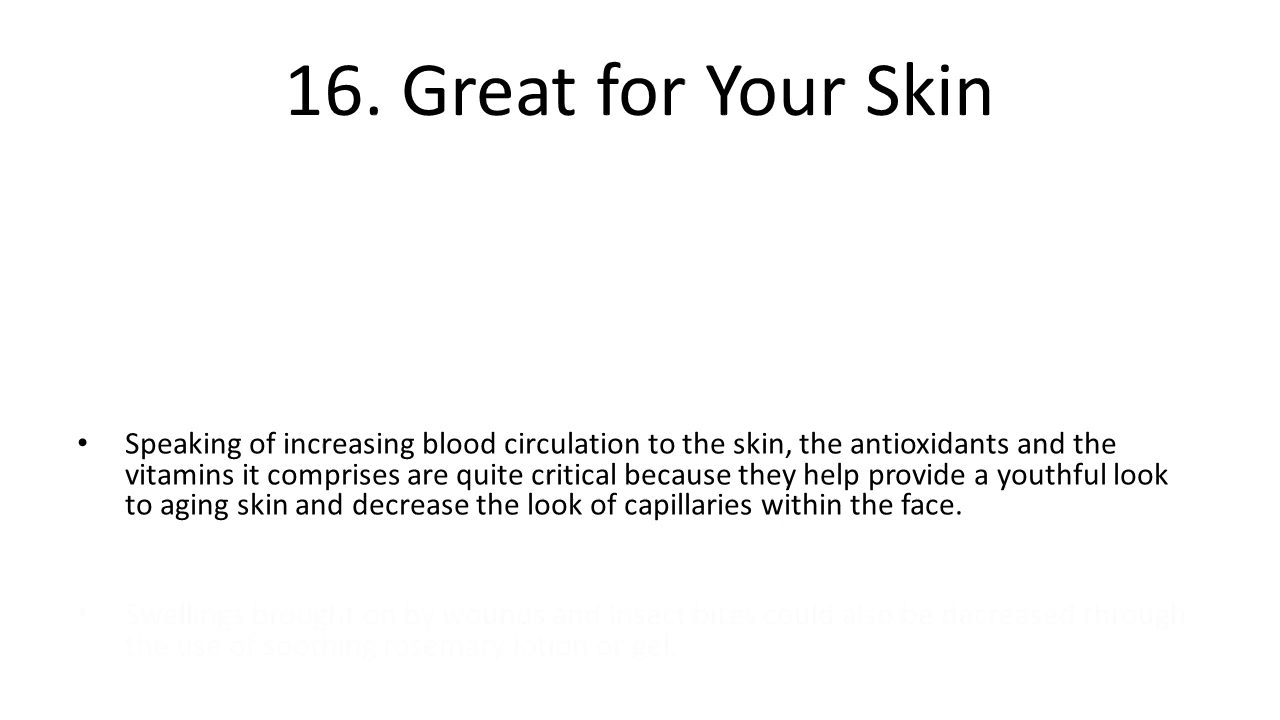 16. Great for Your Skin
• Speaking of increasing blood circulation to the skin, the antioxidants and the
vitamins it comprises are quite critical because they help provide a youthful look
to aging skin and decrease the look of capillaries within the face.
• Swellings brought on by wounds and insect bites could also be decreased through
the use of soothing rosemary lotion or gel.